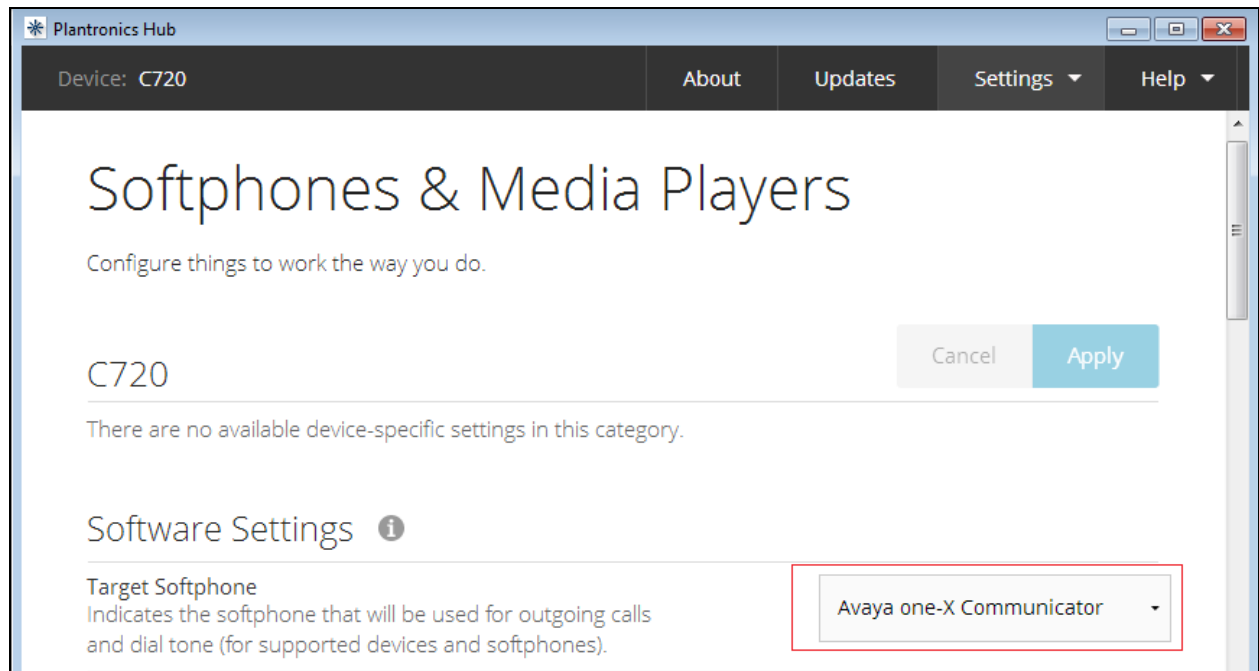 Plantronics Hub
Device: C720 About Updates Settings Help
Softphones & Media Players
Configure things to work the way you do.
Cancel Apply
C720
There are no available device-specific settings in this category.
Software Settings
Target Softphone
Indicates the softphone that will be used for outgoing calls
and dial tone (for supported devices and softphones).
Avaya one-X Communicator